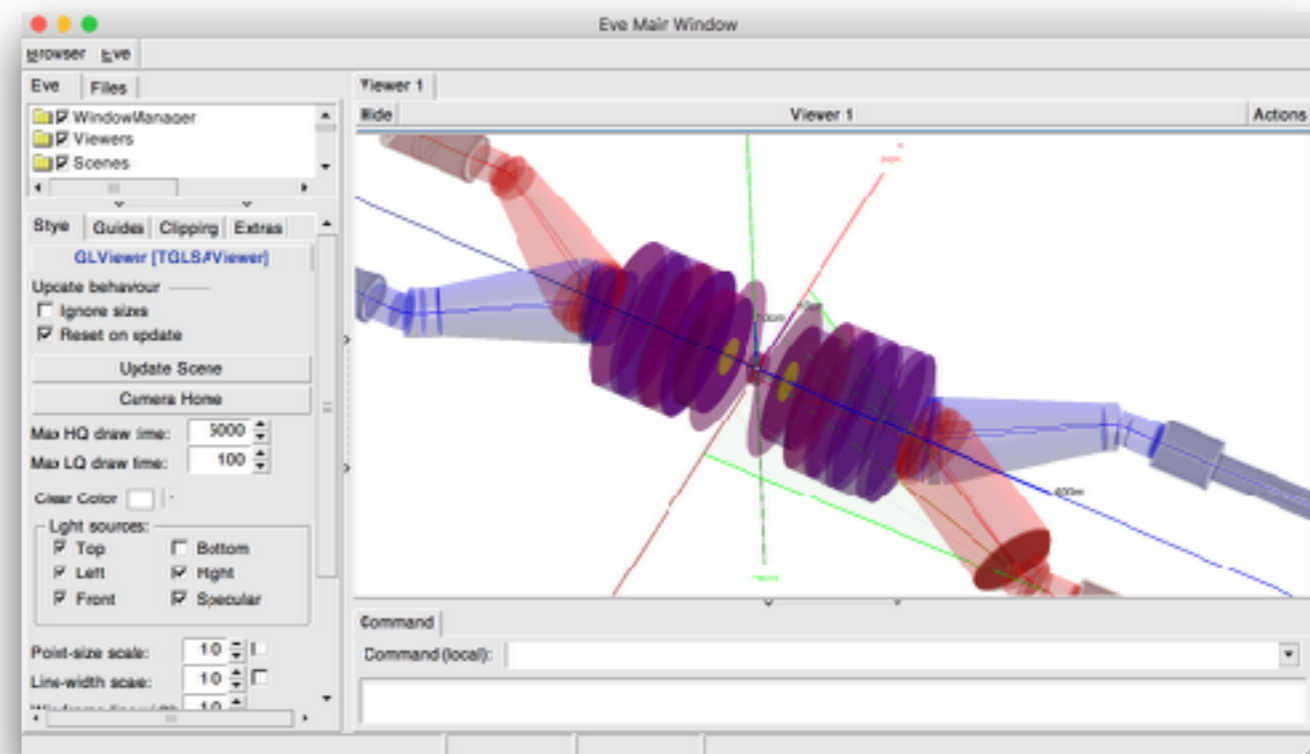 Eve Mair Window
Browser Eve
Eve Files
WindowManager
Viewers
Scenes
Style Guides Clipping Extras
GLViewer [TGLSAViewer]
Update behaviour
Ignore sizes
Reset on update
Update Scene
Camera Home
Max HQ draw time: 5000
Max LQ draw time: 100
Clear Color
Light sources:
Top Bottom
Left Right
Front Specular
Point-size scale: 1.0
Line-width scale: 1.0
1.0
Viewer 1
Hide Viewer 1 Actions
Command
Command (local):